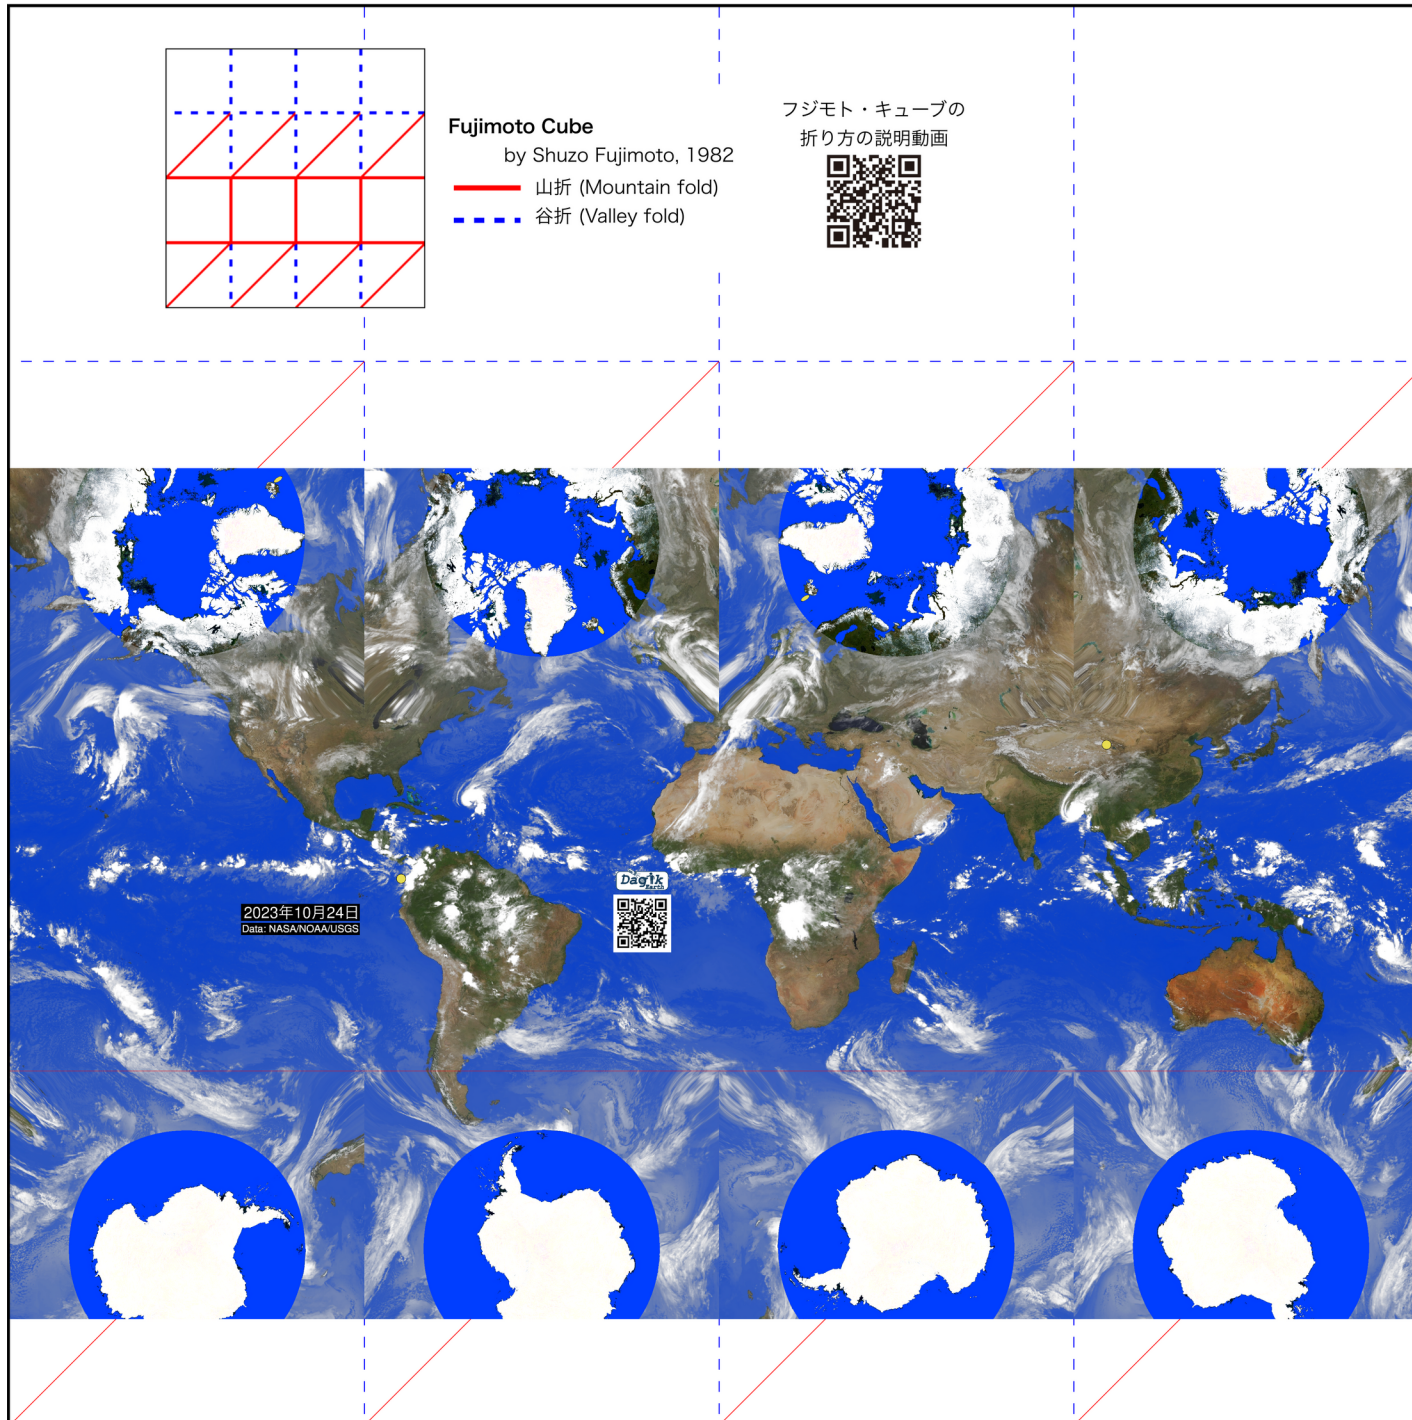 Fujimoto Cube
by Shuzo Fujimoto, 1982
山折 (Mountain fold)
谷折 (Valley fold)
フジモト・キューブの
折り方の説明動画
Dagik
Earth
2023年10月24日
Data: NASA/NOAA/USGS